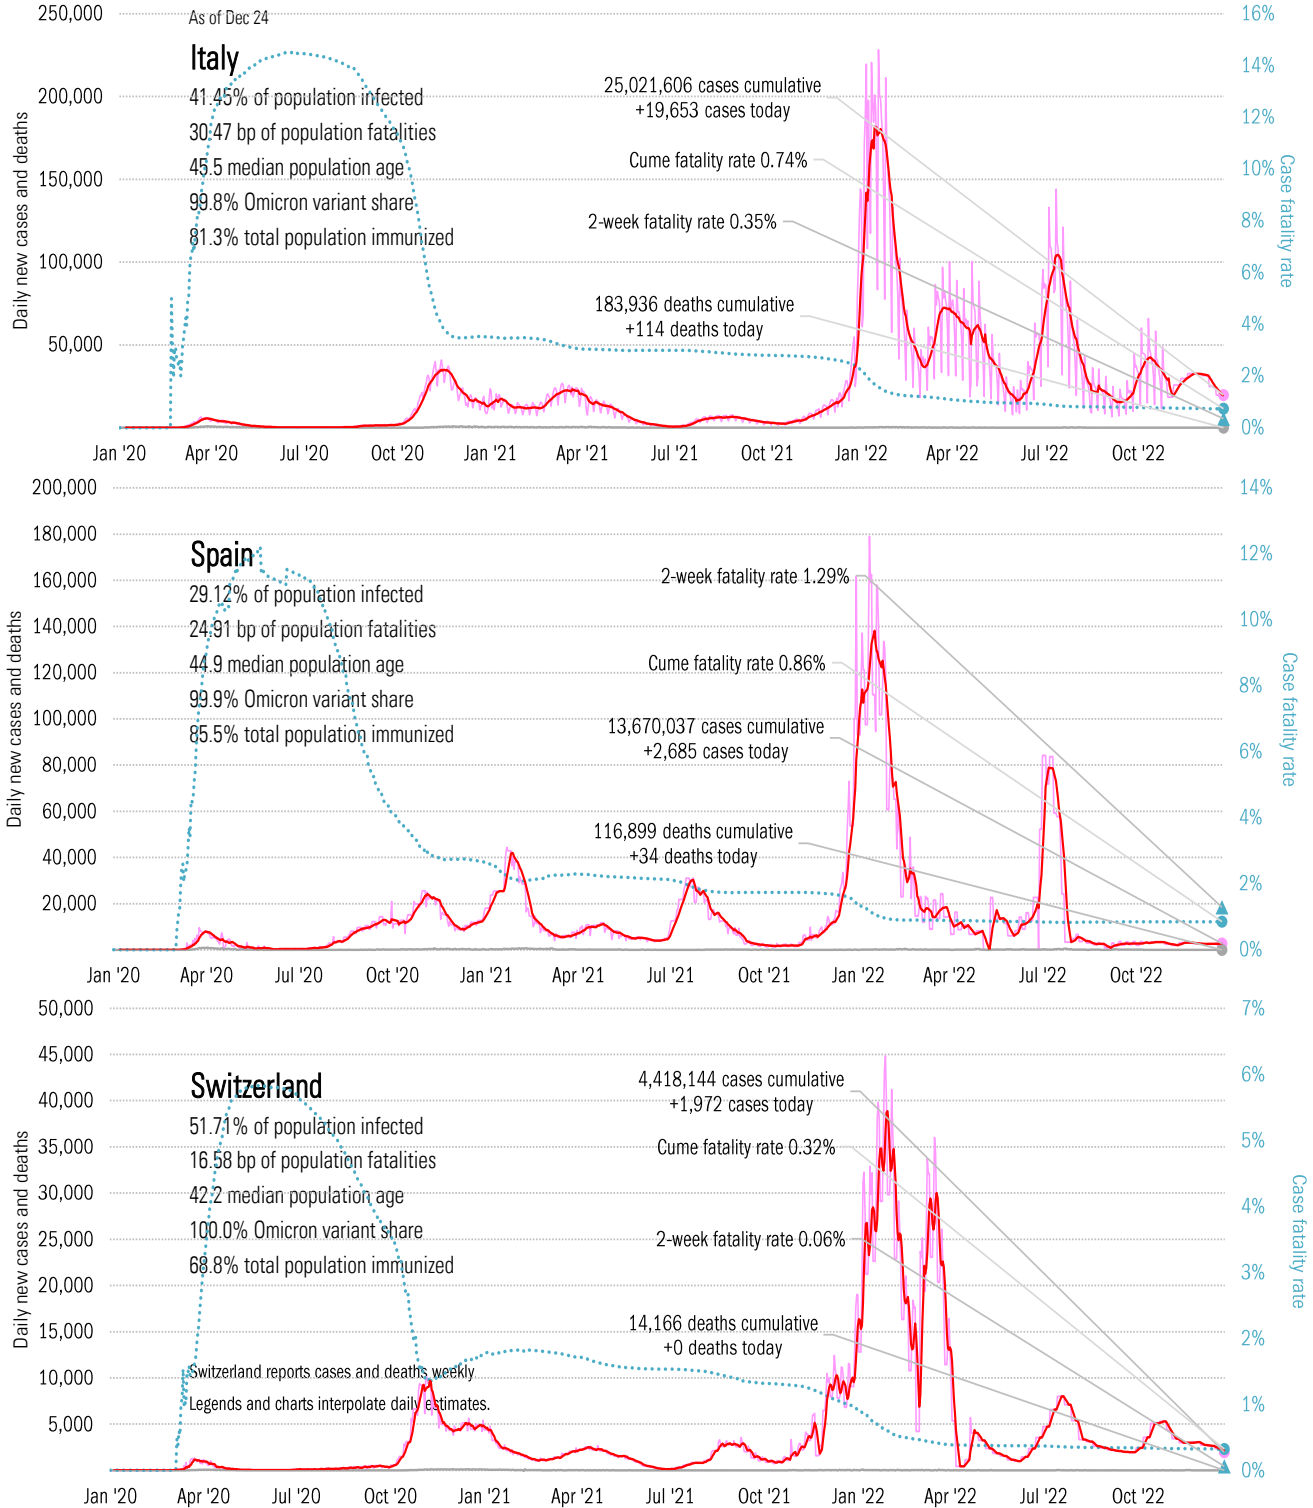 250,000
As of Dec 24
16%
Italy
14%
41.45% of population infected
25,021,606 cases cumulative
200,000
+19,653 cases today
12%
30.47 bp of population fatalities
45.5 median population age
Cume fatality rate 0.74%
10%
150,000
99.8% Omicron variant share
2-week fatality rate 0.35%
8%
81.3% total population immunized
100,000
6%
183,936 deaths cumulative
+114 deaths today
4%
50,000
2%
0%
Daily new cases and deaths
Case fatality rate
Jan '20 Apr '20 Jul '20 Oct '20 Jan '21 Apr '21 Jul '21 Oct '21 Jan '22 Apr '22 Jul '22 Oct '22
200,000
14%
180,000
Spain
12%
160,000
2-week fatality rate 1.29%
29.12% of population infected
140,000
24.91 bp of population fatalities
10%
120,000
44.9 median population age
Cume fatality rate 0.86%
8%
99.9% Omicron variant share
100,000
13,670,037 cases cumulative
+2,685 cases today
85.5% total population immunized
6%
80,000
60,000
4%
116,899 deaths cumulative
+34 deaths today
40,000
2%
20,000
0%
Daily new cases and deaths
Case fatality rate
Jan '20 Apr '20 Jul '20 Oct '20 Jan '21 Apr '21 Jul '21 Oct '21 Jan '22 Apr '22 Jul '22 Oct '22
50,000
7%
45,000
6%
Switzerland
4,418,144 cases cumulative
+1,972 cases today
40,000
51.71% of population infected
5%
35,000
Cume fatality rate 0.32%
16.58 bp of population fatalities
42.2 median population age
30,000
4%
100.0% Omicron variant share
25,000
2-week fatality rate 0.06%
68.8% total population immunized
3%
20,000
15,000
14,166 deaths cumulative
+0 deaths today
2%
10,000
Switzerland reports cases and deaths weekly
Legends and charts interpolate daily estimates.
1%
5,000
0%
Daily new cases and deaths
Case fatality rate
Jan '20 Apr '20 Jul '20 Oct '20 Jan '21 Apr '21 Jul '21 Oct '21 Jan '22 Apr '22 Jul '22 Oct '22